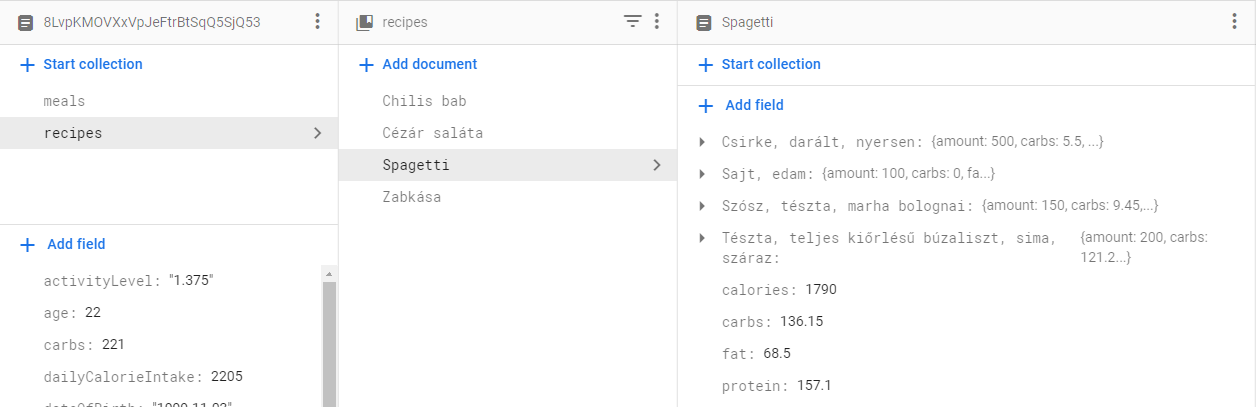 8LvpKMOVXxVpJeFtrBtSqQ5SjQ53
Start collection
meals
recipes
Add field
activityLevel: "1.375"
age: 22
carbs: 221
dailyCalorieIntake: 2205
recipes
Add document
Chilis bab
Cézár saláta
Spagetti
Zabkása
Spagetti
Start collection
Add field
Csirke, darált, nyersen: {amount: 500, carbs: 5.5, ...}
Sajt, edam: {amount: 100, carbs: 0, fa...}
Szósz, tészta, marha bolognai: {amount: 150, carbs: 9.45,...}
Tészta, teljes kiőrlésű búzaliszt, sima, {amount: 200, carbs:
száraz: 121.2...}
calories: 1790
carbs: 136.15
fat: 68.5
protein: 157.1